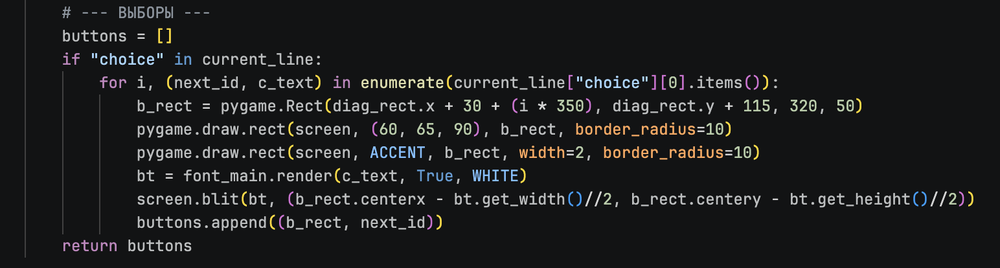 # --- ВЫБОРЫ ---
buttons = []
if "choice" in current_line:
    for i, (next_id, c_text) in enumerate(current_line["choice"][0].items()):
        b_rect = pygame.Rect(diag_rect.x + 30 + (i * 350), diag_rect.y + 115, 320, 50)
        pygame.draw.rect(screen, (60, 65, 90), b_rect, border_radius=10)
        pygame.draw.rect(screen, ACCENT, b_rect, width=2, border_radius=10)
        bt = font_main.render(c_text, True, WHITE)
        screen.blit(bt, (b_rect.centerx - bt.get_width()//2, b_rect.centery - bt.get_height()//2))
        buttons.append((b_rect, next_id))
return buttons